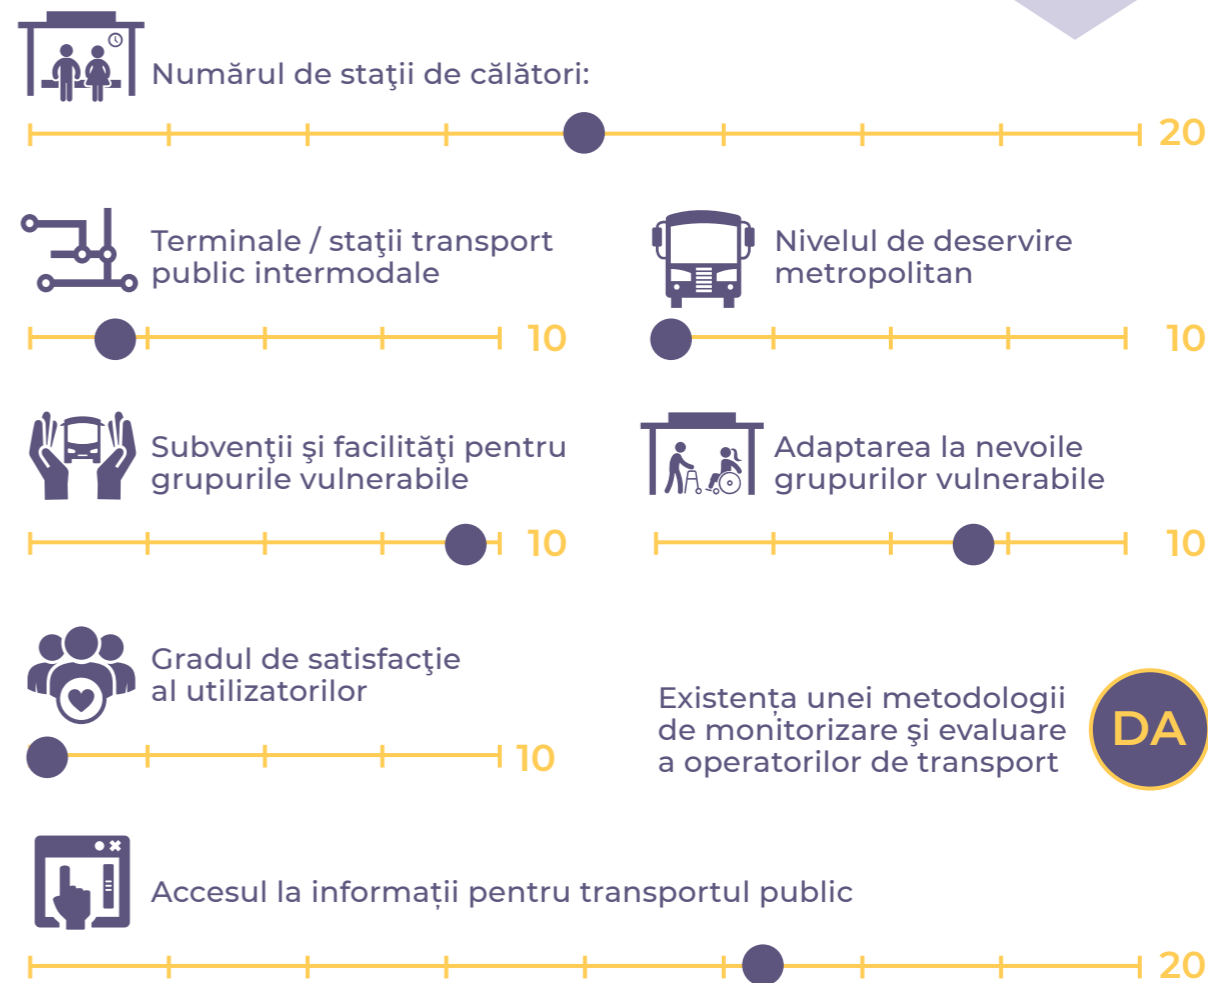 Numărul de staţii de călători:
20
Terminale / staţii transport
public intermodale
10
Nivelul de deservire
metropolitan
10
Subvenţii şi facilităţi pentru
grupurile vulnerabile
10
Adaptarea la nevoile
grupurilor vulnerabile
10
Gradul de satisfacţie
al utilizatorilor
10
Existența unei metodologii
de monitorizare şi evaluare
a operatorilor de transport
DA
Accesul la informații pentru transportul public
20